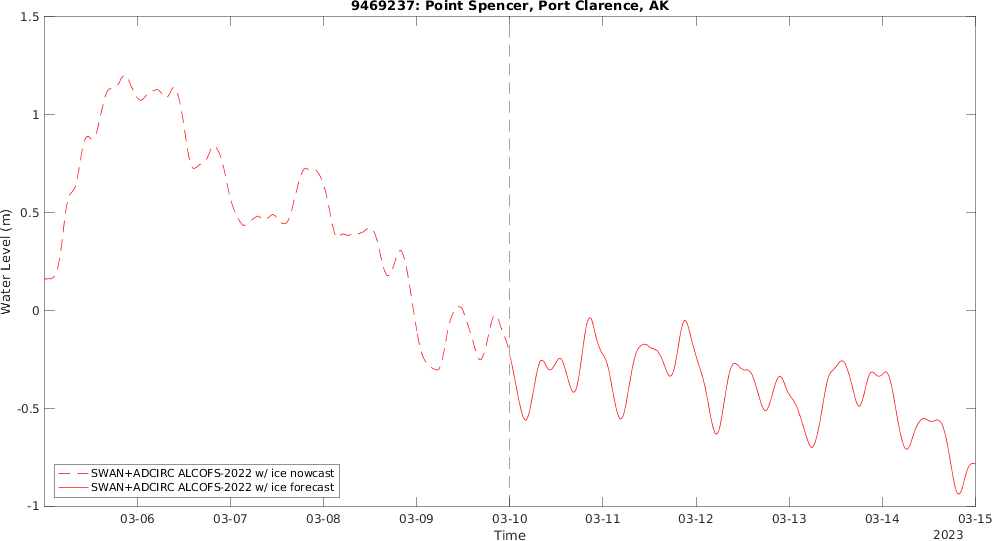 9469237: Point Spencer, Port Clarence, AK
1.5
1
0.5
0
-0.5
-1
Water Level (m)
SWAN+ADCIRC ALCOFS-2022 w/ ice nowcast
SWAN+ADCIRC ALCOFS-2022 w/ ice forecast
03-06 03-07 03-08 03-09 03-10 03-11 03-12 03-13 03-14 03-15
Time
2023